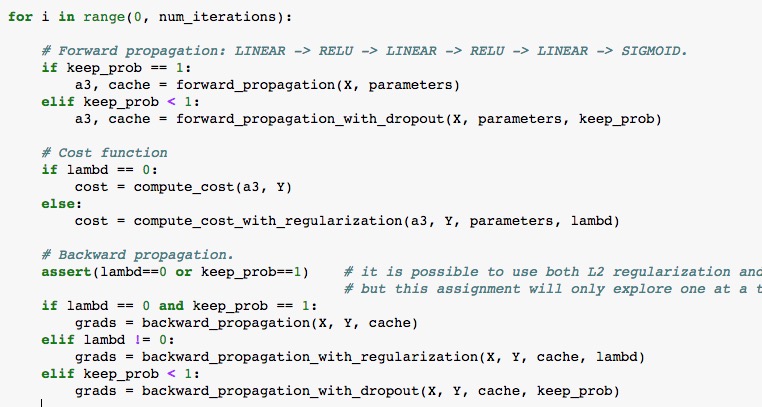 for i in range(0, num_iterations):
# Forward propagation: LINEAR -> RELU -> LINEAR -> RELU -> LINEAR -> SIGMOID.
if keep_prob == 1:
a3, cache = forward_propagation(X, parameters)
elif keep_prob < 1:
a3, cache = forward_propagation_with_dropout(X, parameters, keep_prob)
# Cost function
if lambd == 0:
cost = compute_cost(a3, Y)
else:
cost = compute_cost_with_regularization(a3, Y, parameters, lambd)
# Backward propagation.
assert(lambd==0 or keep_prob==1) # it is possible to use both L2 regularization and
# but this assignment will only explore one at a t
if lambd == 0 and keep_prob == 1:
grads = backward_propagation(X, Y, cache)
elif lambd != 0:
grads = backward_propagation_with_regularization(X, Y, cache, lambd)
elif keep_prob < 1:
grads = backward_propagation_with_dropout(X, Y, cache, keep_prob)